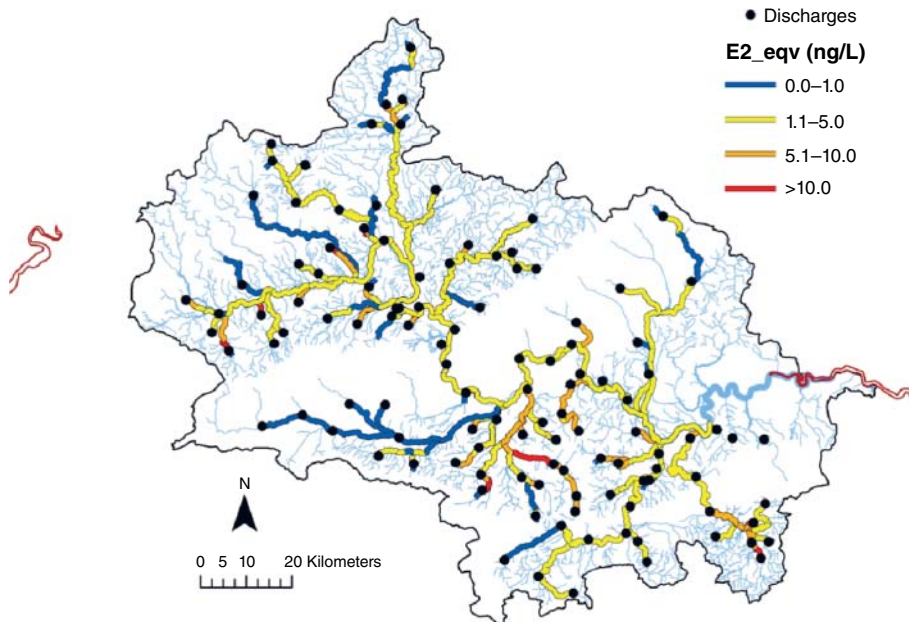 Discharges
E2_eqv (ng/L)
0.0–1.0
1.1–5.0
5.1–10.0
>10.0
N
0 5 10 20 Kilometers